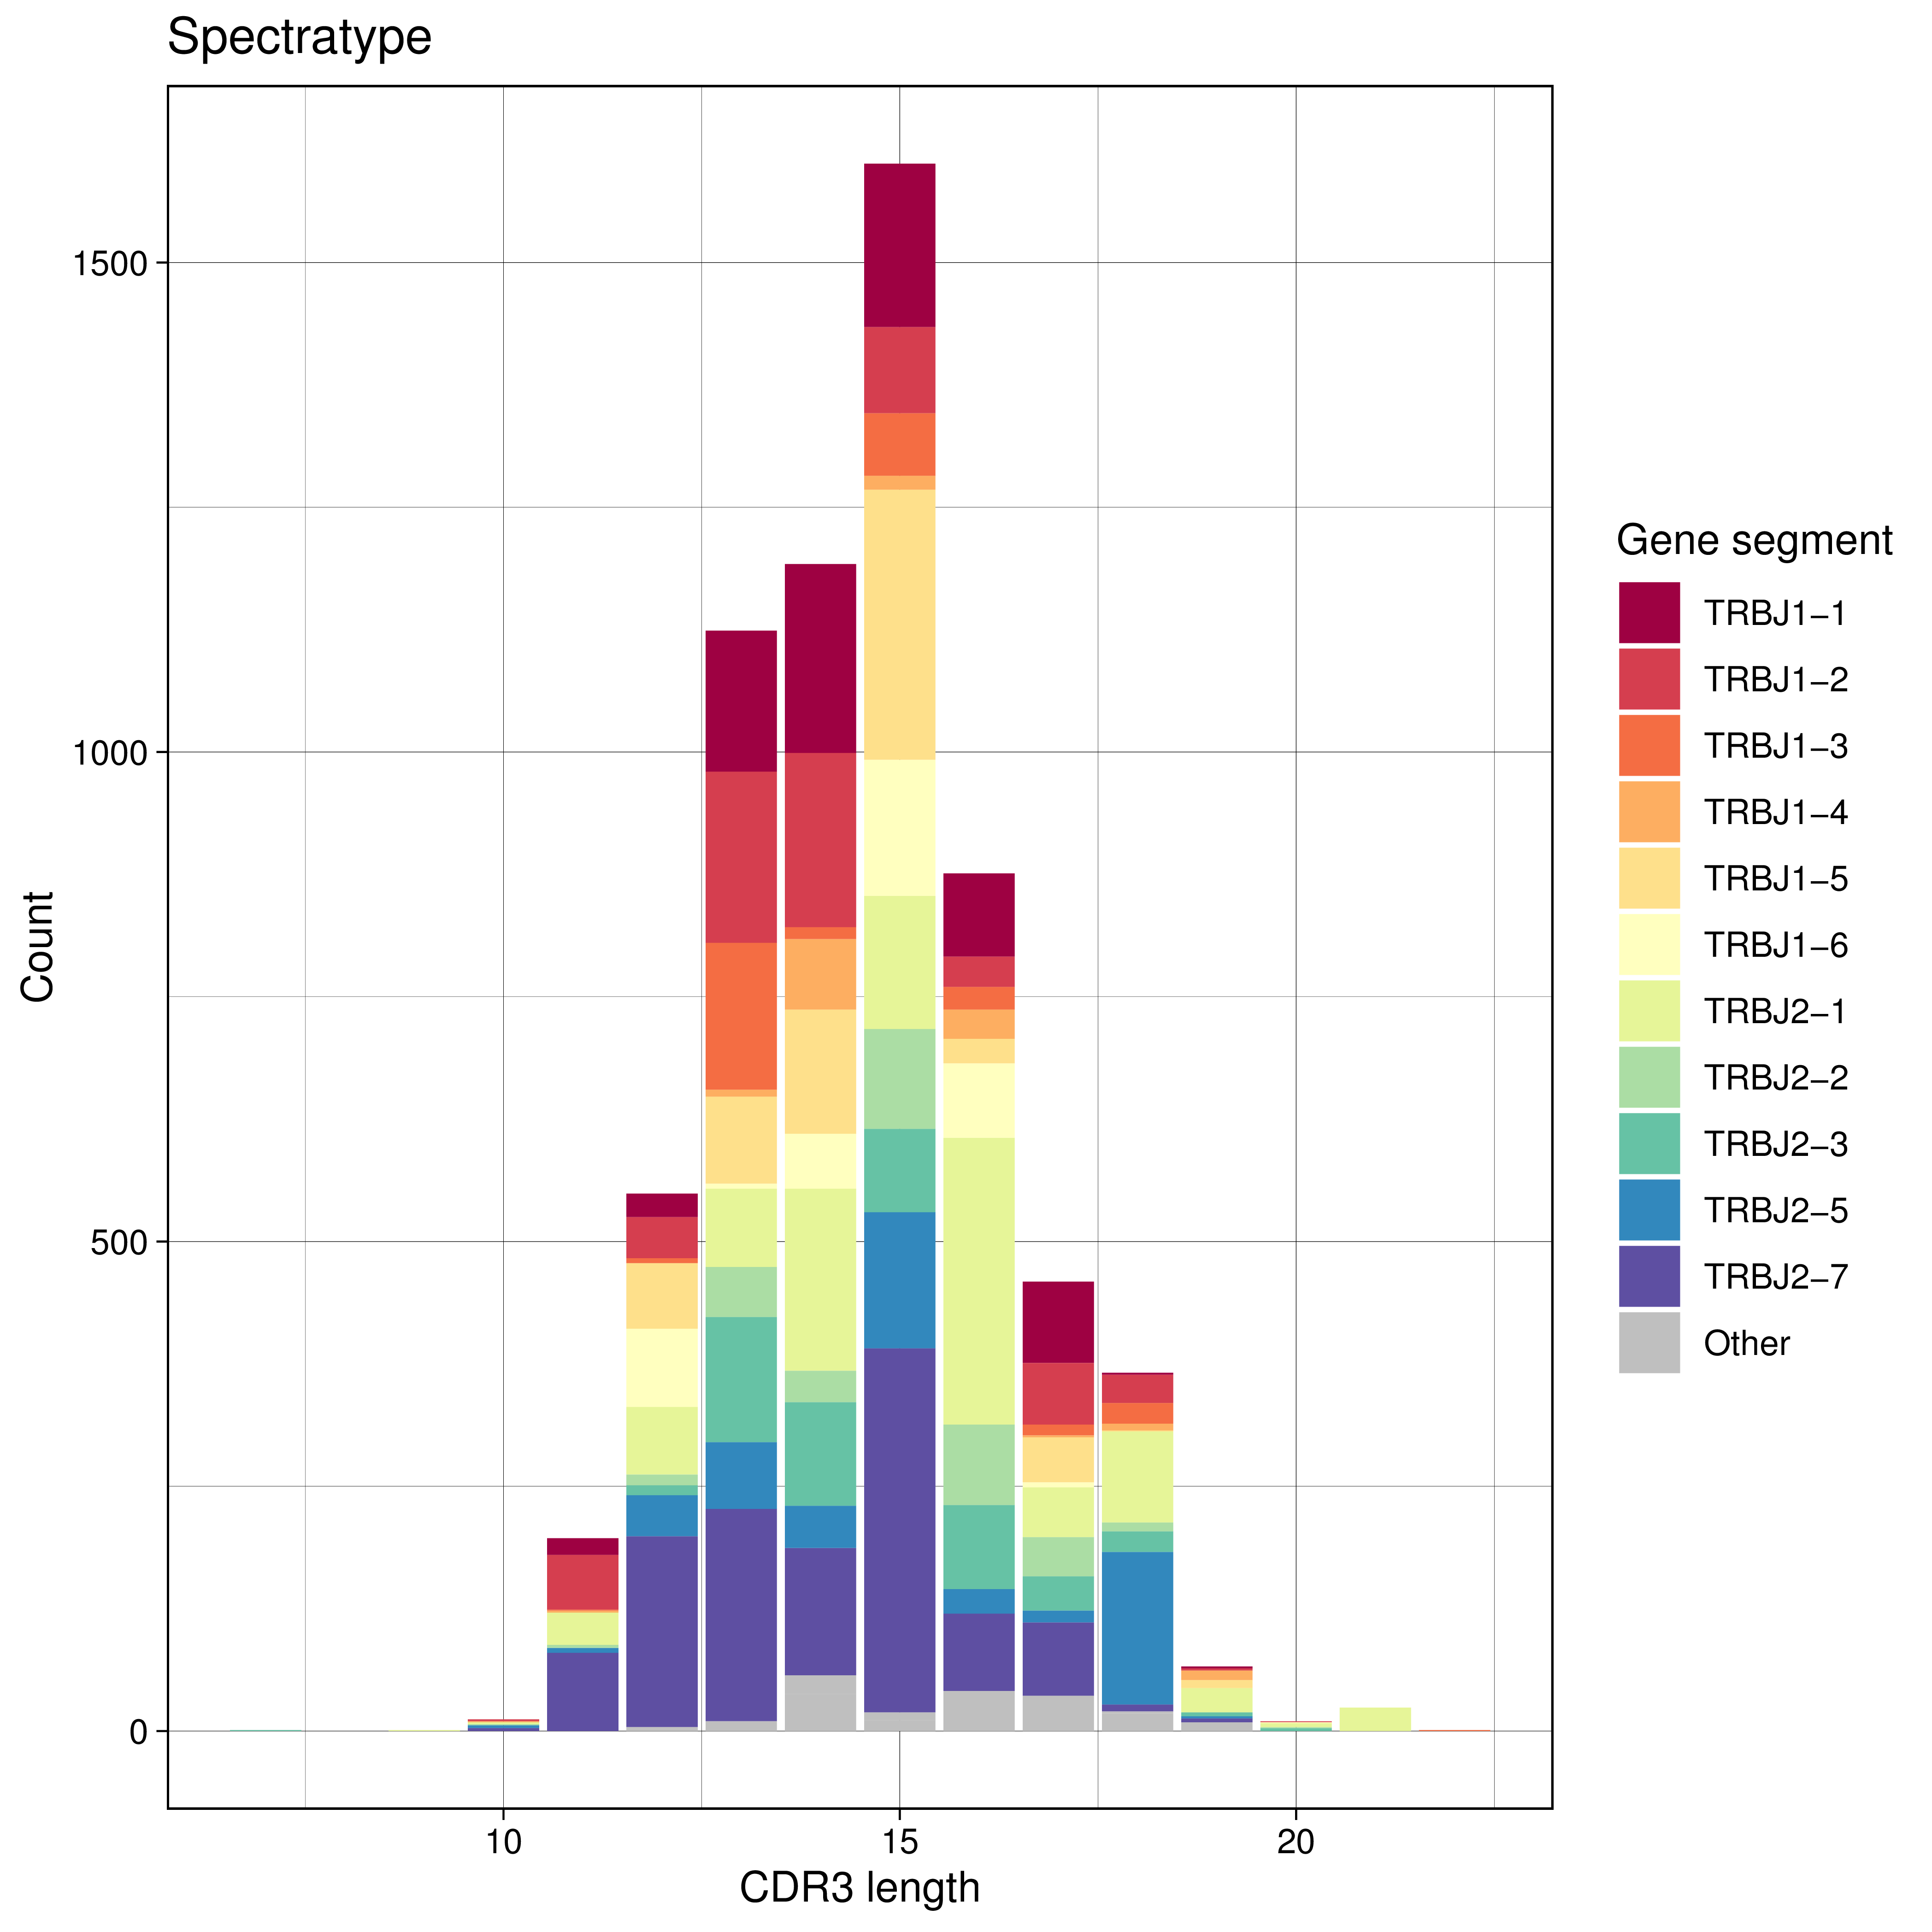 Spectratype
1500
1000
500
0
Count
10
15
20
CDR3 length
Gene segment
TRBJ1−1
TRBJ1−2
TRBJ1−3
TRBJ1−4
TRBJ1−5
TRBJ1−6
TRBJ2−1
TRBJ2−2
TRBJ2−3
TRBJ2−5
TRBJ2−7
Other